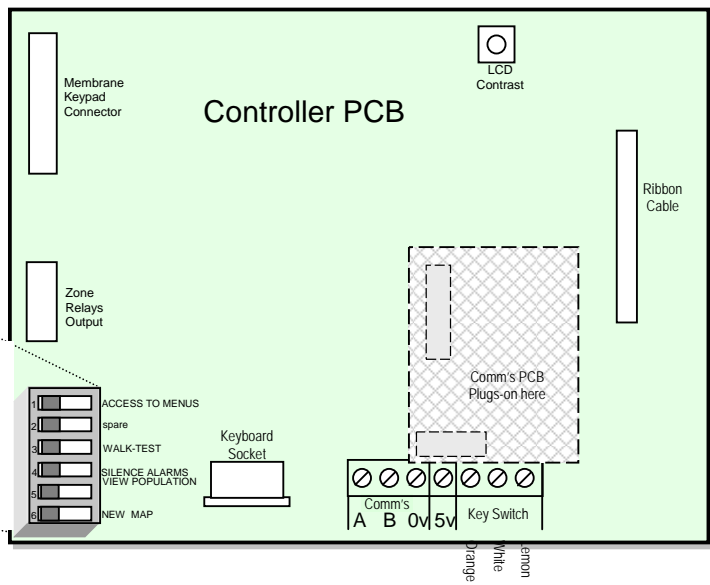 Membrane
Keypad
Connector
Controller PCB
LCD
Contrast
Ribbon
Cable
Zone
Relays
Output
Comm's PCB
Plugs-on here
1 ACCESS TO MENUS
2 spare
3 WALK-TEST
4 SILENCE ALARMS
5 VIEW POPULATION
6 NEW MAP
Keyboard
Socket
Comm's
A B 0v 5v
Key Switch
Orange
White
Lemon